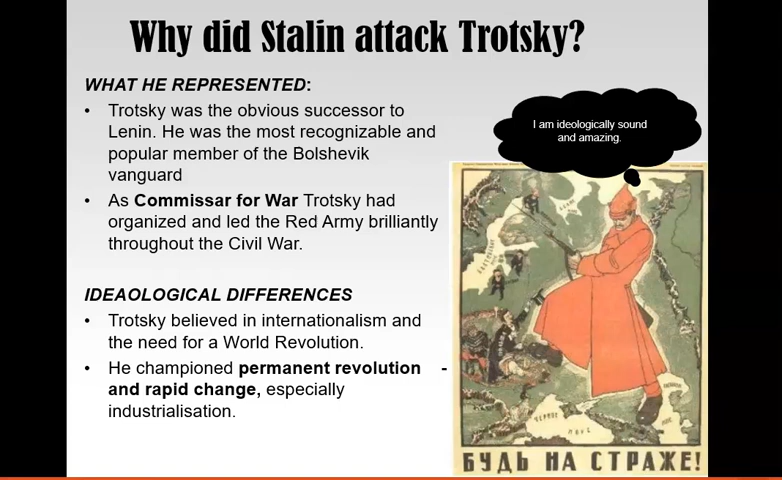 Why did Stalin attack Trotsky?
WHAT HE REPRESENTED:
• Trotsky was the obvious successor to
Lenin. He was the most recognizable and
popular member of the Bolshevik
vanguard
• As Commissar for War Trotsky had
organized and led the Red Army brilliantly
throughout the Civil War.
IDEAOLOGICAL DIFFERENCES
• Trotsky believed in internationalism and
the need for a World Revolution.
• He championed permanent revolution -
and rapid change, especially
industrialisation.
I am ideologically sound
and amazing.
ЧЕРНОЕ
МОРЕ
БУДЬ НА СТРАЖЕ!